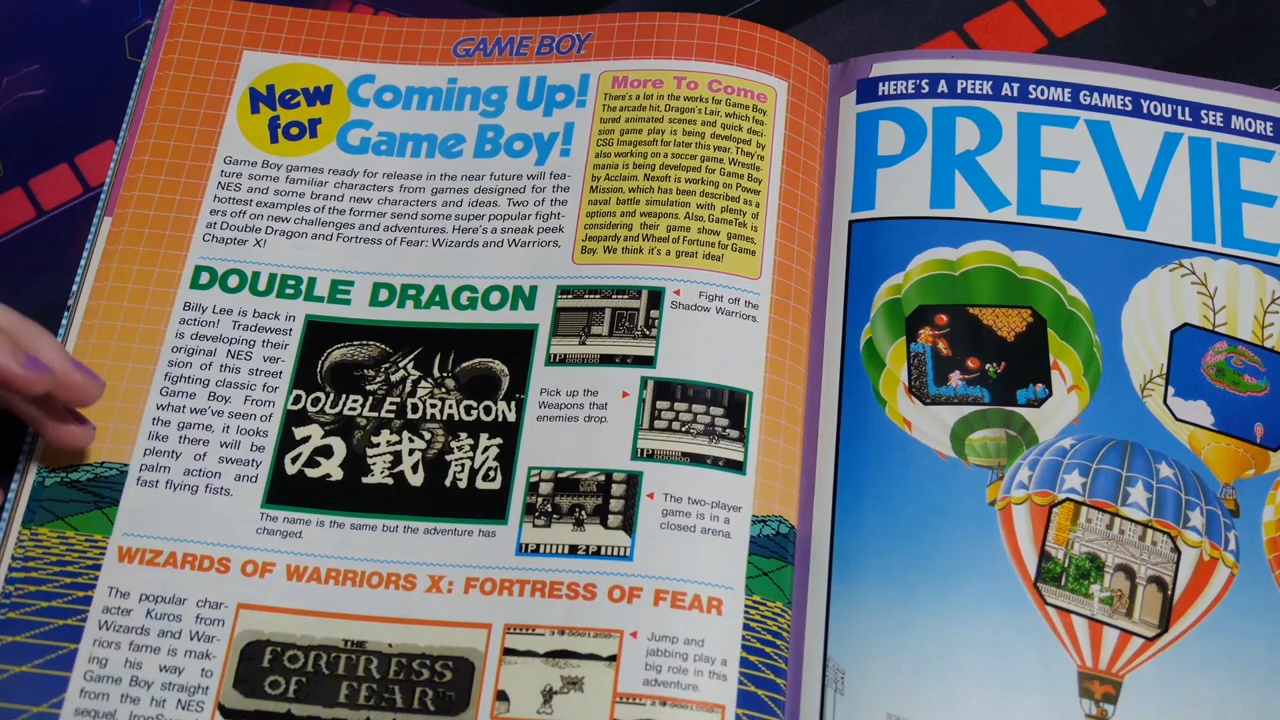 GAME BOY
New for
Coming Up!
Game Boy!
Game Boy games ready for release in the near future will fea-
ture some familiar characters from games designed for the
NES and some brand new characters and ideas. Two of the
hottest examples of the former send some super popular fight-
ers off on new challenges and adventures. Here's a sneak peek
at Double Dragon and Fortress of Fear: Wizards and Warriors,
Chapter X!
More To Come
There's a lot in the works for Game Boy.
The arcade hit, Dragon's Lair, which fea-
tured animated scenes and quick deci-
sion game play is being developed by
CSG Imagesoft for later this year. They're
also working on a soccer game. Wrestle-
mania is being developed for Game Boy
by Acclaim. Nexoft is working on Power
Mission, which has been described as a
naval battle simulation with plenty of
options and weapons. Also, GameTek is
considering their game show games,
Jeopardy and Wheel of Fortune for Game
Boy. We think it's a great idea!
DOUBLE DRAGON
Billy Lee is back in
action! Tradewest
is developing their
original NES ver-
sion of this street
fighting classic for
Game Boy. From
what we've seen of
the game, it looks
like there will be
plenty of sweaty
palm action and
fast flying fists.
DOUBLE DRAGON
双截龍
The name is the same but the adventure has
changed.
1P
000100
Fight off the
Shadow Warriors.
Pick up the
Weapons that
enemies drop.
1P
000800
1P 2P
The two-player
game is in a
closed arena.
WIZARDS OF WARRIORS X: FORTRESS OF FEAR
The popular char-
acter Kuros from
Wizards and War-
riors fame is mak-
ing his way to
Game Boy straight
from the hit NES
sequel,
THE
FORTRESS
OF FEAR
Jump and
jabbing play a
big role in this
adventure.
HERE'S A PEEK AT SOME GAMES YOU'LL SEE MORE
PREVIE